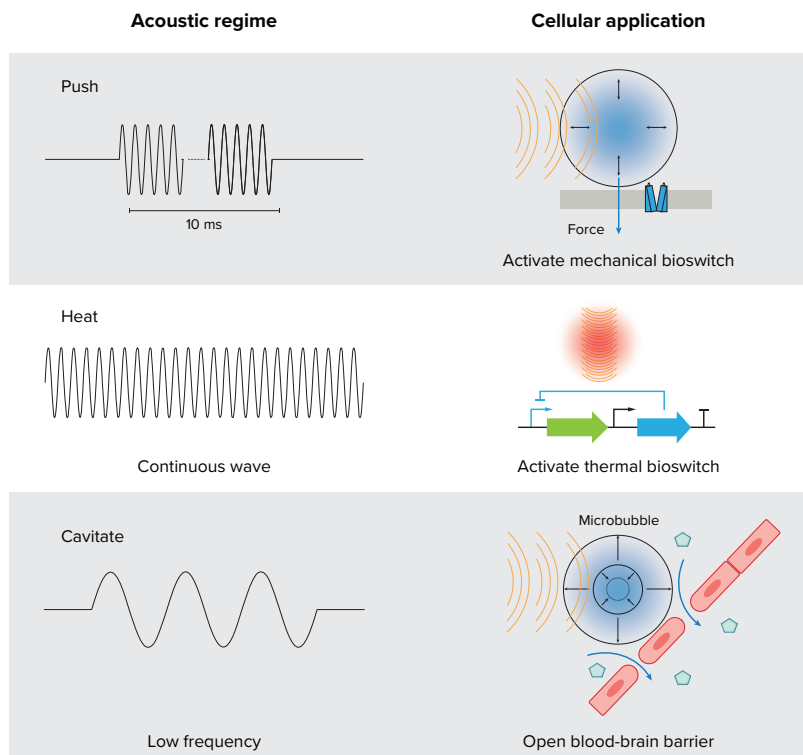 Acoustic regime
Cellular application
Push
10 ms
Force
Activate mechanical bioswitch
Heat
Continuous wave
Activate thermal bioswitch
Cavitate
Microbubble
Low frequency
Open blood-brain barrier